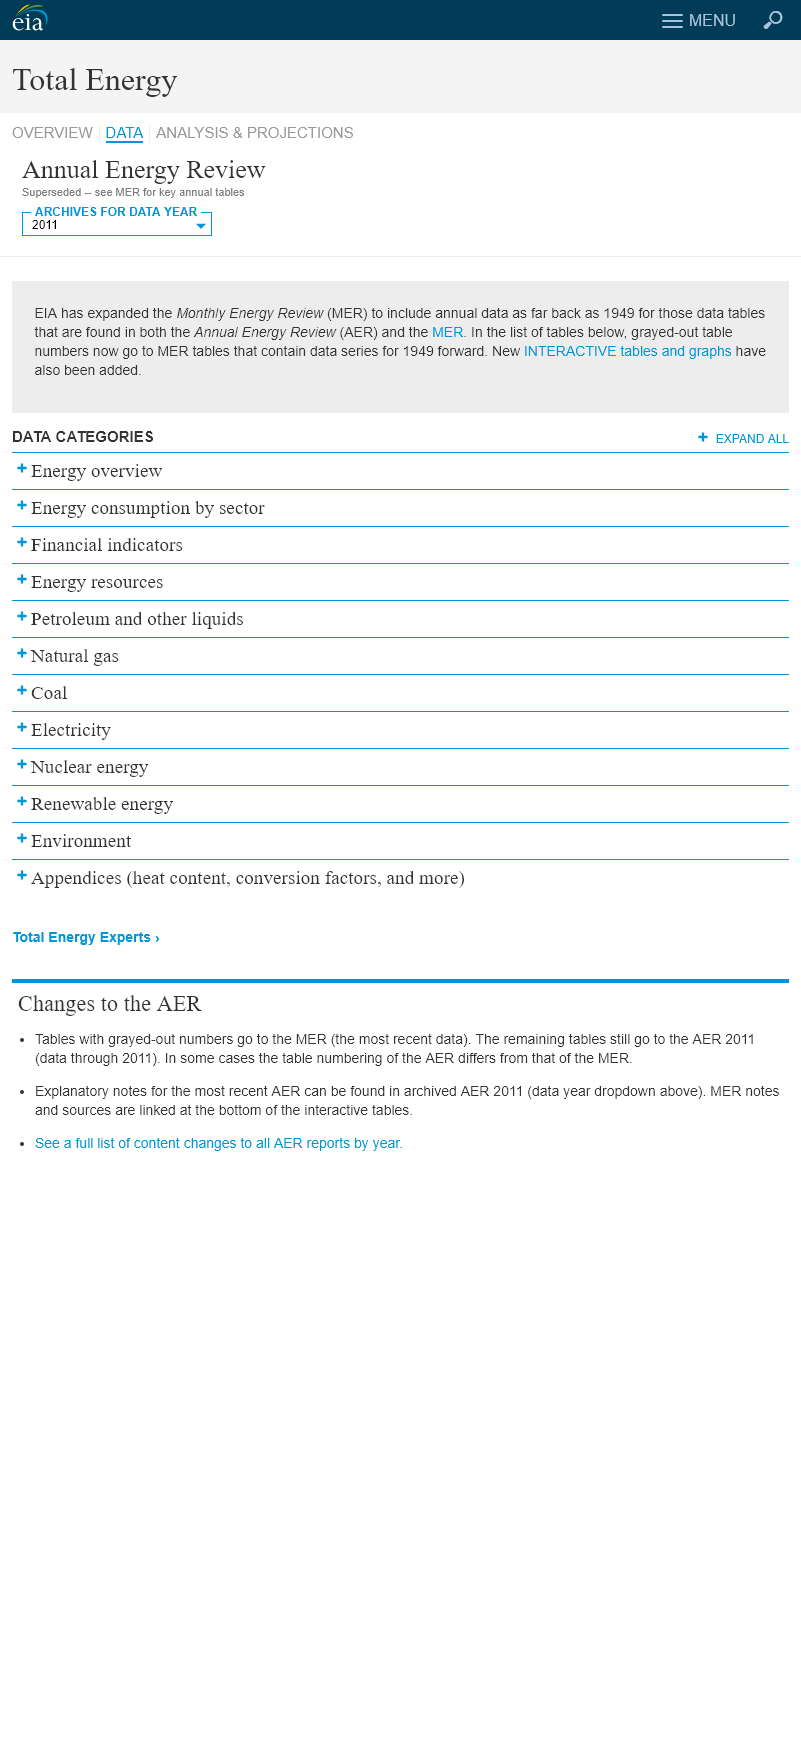 eia
MENU
Total Energy
OVERVIEW DATA ANALYSIS & PROJECTIONS
Annual Energy Review
Superseded -- see MER for key annual tables
ARCHIVES FOR DATA YEAR
2011
EIA has expanded the Monthly Energy Review (MER) to include annual data as far back as 1949 for those data tables
that are found in both the Annual Energy Review (AER) and the MER. In the list of tables below, grayed-out table
numbers now go to MER tables that contain data series for 1949 forward. New INTERACTIVE tables and graphs have
also been added.
DATA CATEGORIES
+ EXPAND ALL
+ Energy overview
+ Energy consumption by sector
+ Financial indicators
+ Energy resources
+ Petroleum and other liquids
+ Natural gas
+ Coal
+ Electricity
+ Nuclear energy
+ Renewable energy
+ Environment
+ Appendices (heat content, conversion factors, and more)
Total Energy Experts ›
Changes to the AER
• Tables with grayed-out numbers go to the MER (the most recent data). The remaining tables still go to the AER 2011
(data through 2011). In some cases the table numbering of the AER differs from that of the MER.
• Explanatory notes for the most recent AER can be found in archived AER 2011 (data year dropdown above). MER notes
and sources are linked at the bottom of the interactive tables.
• See a full list of content changes to all AER reports by year.